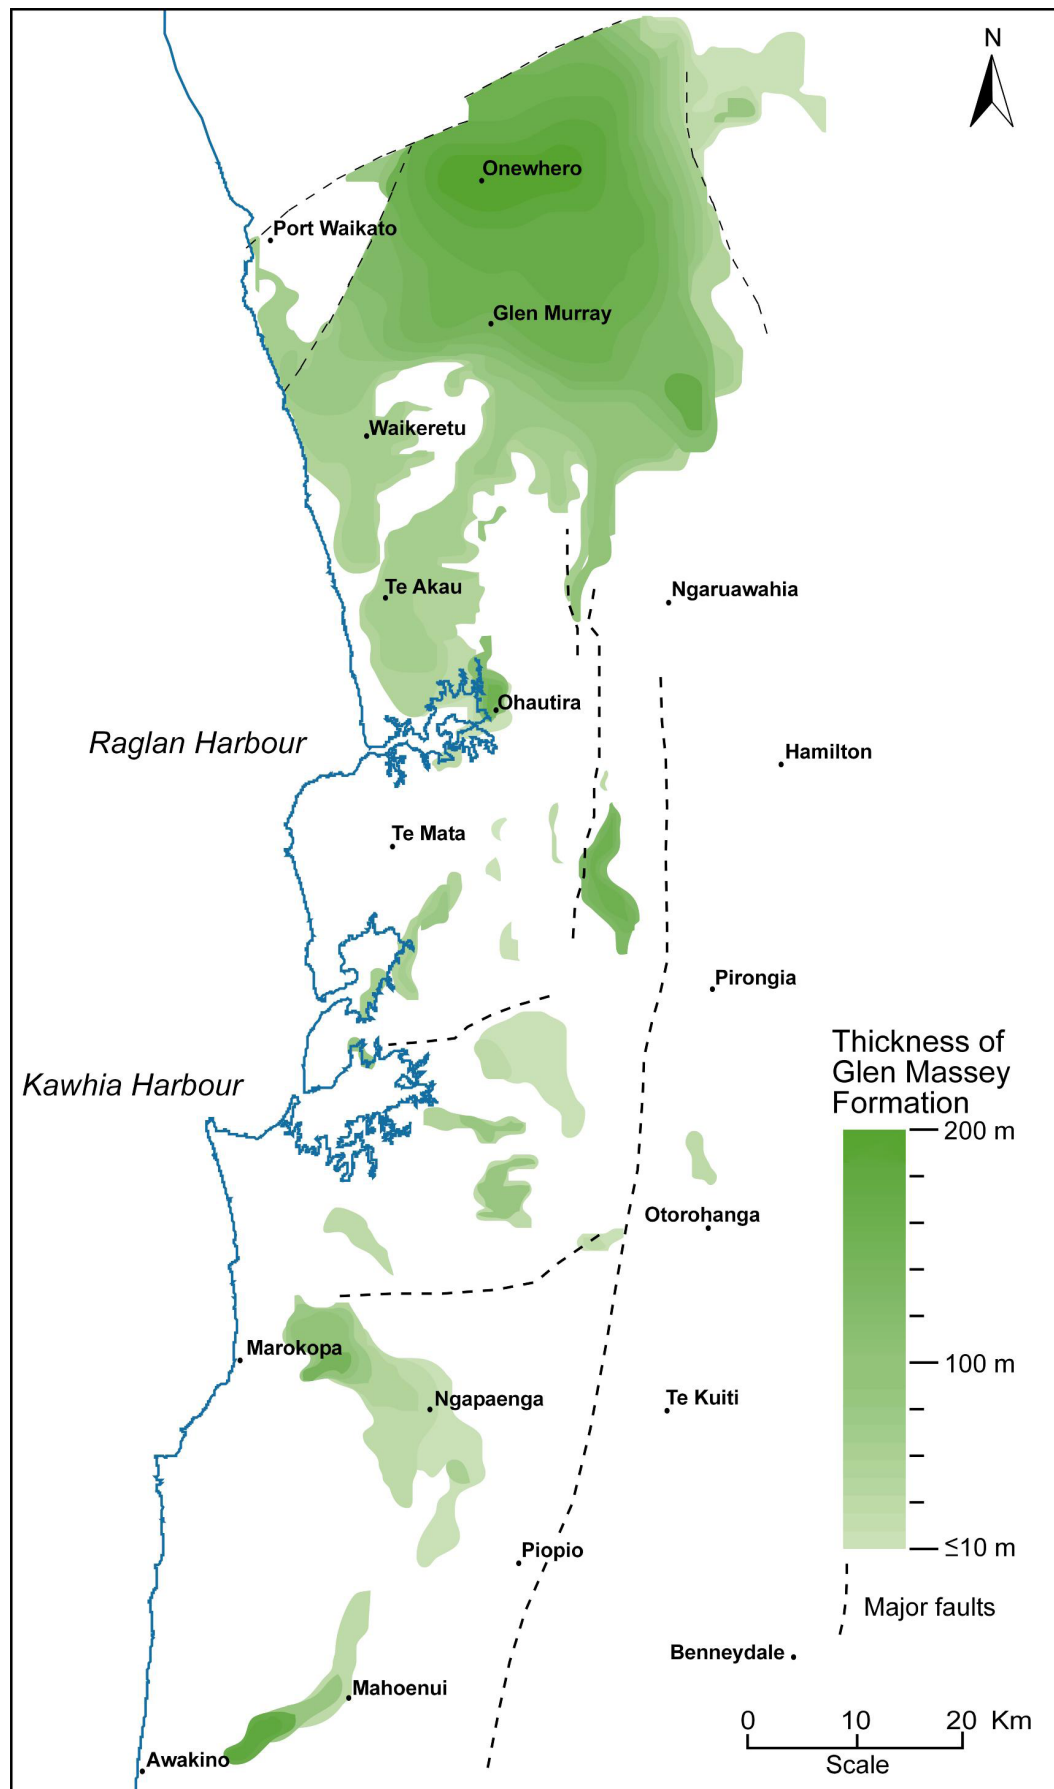 N
Onewhero
Port Waikato
Glen Murray
Waikeretu
Te Akau
Ngaruawahia
Ohautira
Raglan Harbour
Hamilton
Te Mata
Pirongia
Kawhia Harbour
Thickness of
Glen Massey
Formation
200 m
100 m
≤10 m
Otorohanga
Marokopa
Ngapaenga
Te Kuiti
Piopio
Major faults
Benneydale
Mahoenui
0 10 20 Km
Scale
Awakino